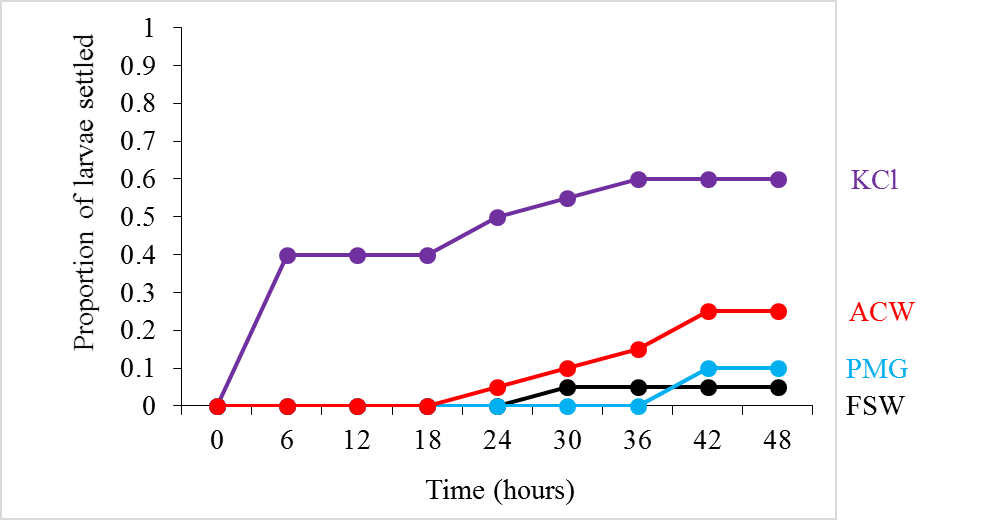 Proportion of larvae settled
1
0.9
0.8
0.7
0.6
0.5
0.4
0.3
0.2
0.1
0
0 6 12 18 24 30 36 42 48
Time (hours)
KCl
ACW
PMG
FSW